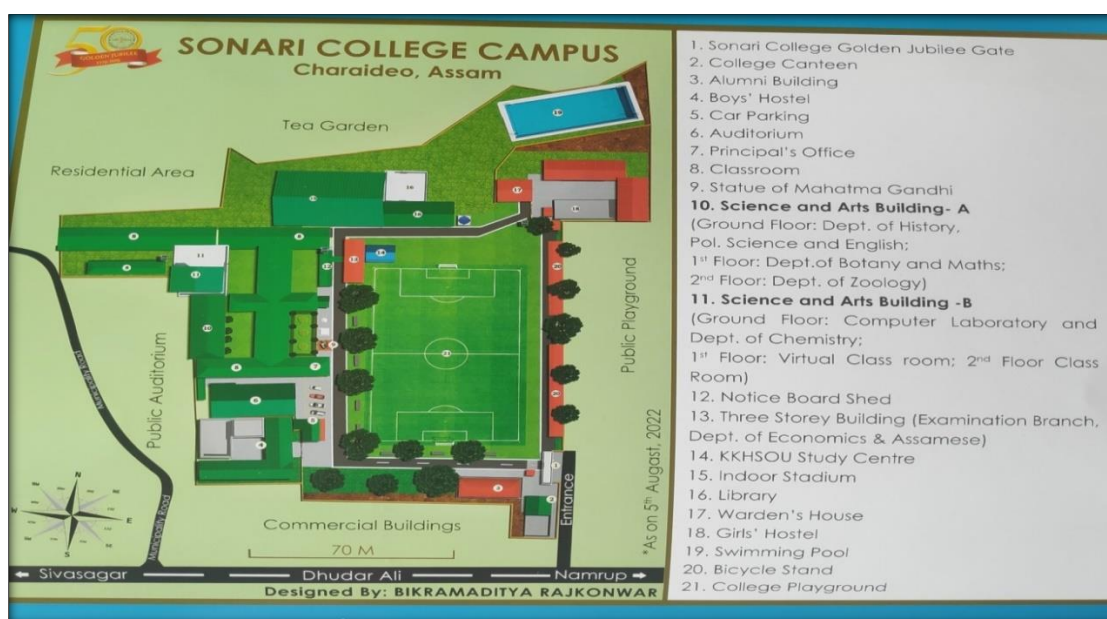 50
GOLDEN JUBILEE
SONARI COLLEGE CAMPUS
Charaideo, Assam
Tea Garden
Residential Area
Public Auditorium
Public Playground
Municipality Road
Municipality Road
Commercial Buildings
Entrance
*As on 5th Augast, 2022
N
W
E
S
70 M
Sivasagar
Dhudar Ali
Namrup
Designed By: BIKRAMADITYA RAJKONWAR
1. Sonari College Golden Jubilee Gate
2. College Canteen
3. Alumni Building
4. Boys' Hostel
5. Car Parking
6. Auditorium
7. Principal's Office
8. Classroom
9. Statue of Mahatma Gandhi
10. Science and Arts Building- A
(Ground Floor: Dept. of History,
Pol. Science and English;
1st Floor: Dept.of Botany and Maths;
2nd Floor: Dept. of Zoology)
11. Science and Arts Building -B
(Ground Floor: Computer Laboratory and
Dept. of Chemistry;
1st Floor: Virtual Class room; 2nd Floor Class
Room)
12. Notice Board Shed
13. Three Storey Building (Examination Branch,
Dept. of Economics & Assamese)
14. KKHSOU Study Centre
15. Indoor Stadium
16. Library
17. Warden's House
18. Girls' Hostel
19. Swimming Pool
20. Bicycle Stand
21. College Playground